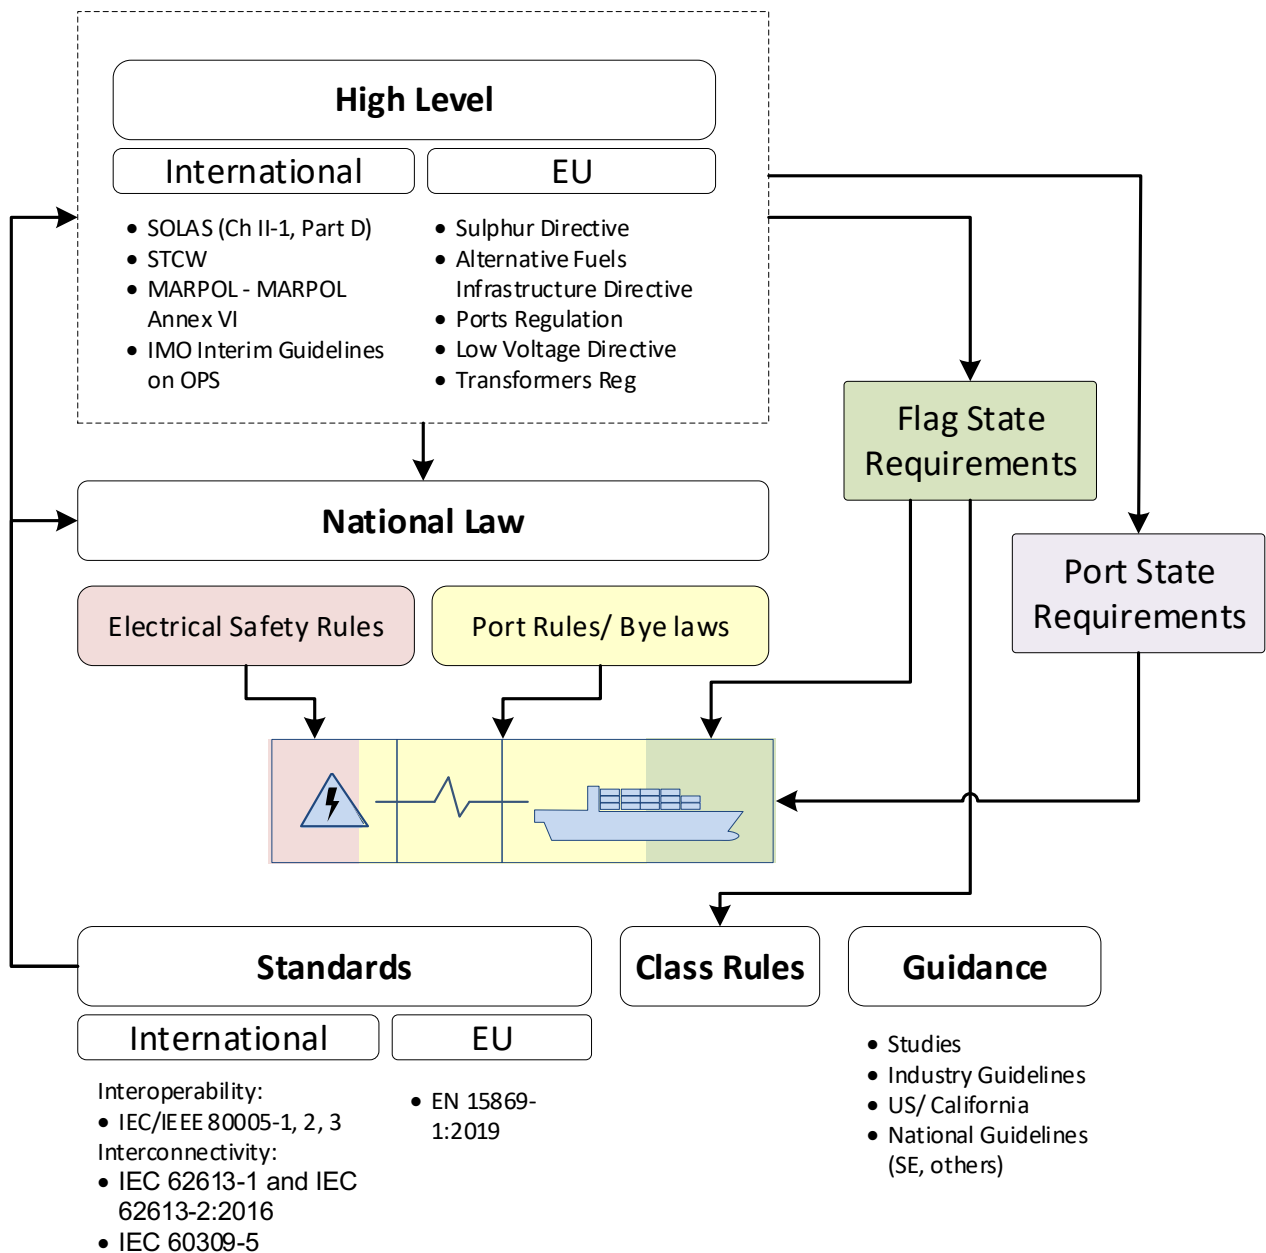 High Level
International
EU
• SOLAS (Ch II-1, Part D)
• STCW
• MARPOL - MARPOL
Annex VI
• IMO Interim Guidelines
on OPS
• Sulphur Directive
• Alternative Fuels
Infrastructure Directive
• Ports Regulation
• Low Voltage Directive
• Transformers Reg
Flag State
Requirements
National Law
Port State
Requirements
Electrical Safety Rules
Port Rules/ Bye laws
Standards
Class Rules
Guidance
International
EU
Interoperability:
• IEC/IEEE 80005-1, 2, 3
Interconnectivity:
• IEC 62613-1 and IEC
62613-2:2016
• IEC 60309-5
• EN 15869-
1:2019
• Studies
• Industry Guidelines
• US/ California
• National Guidelines
(SE, others)